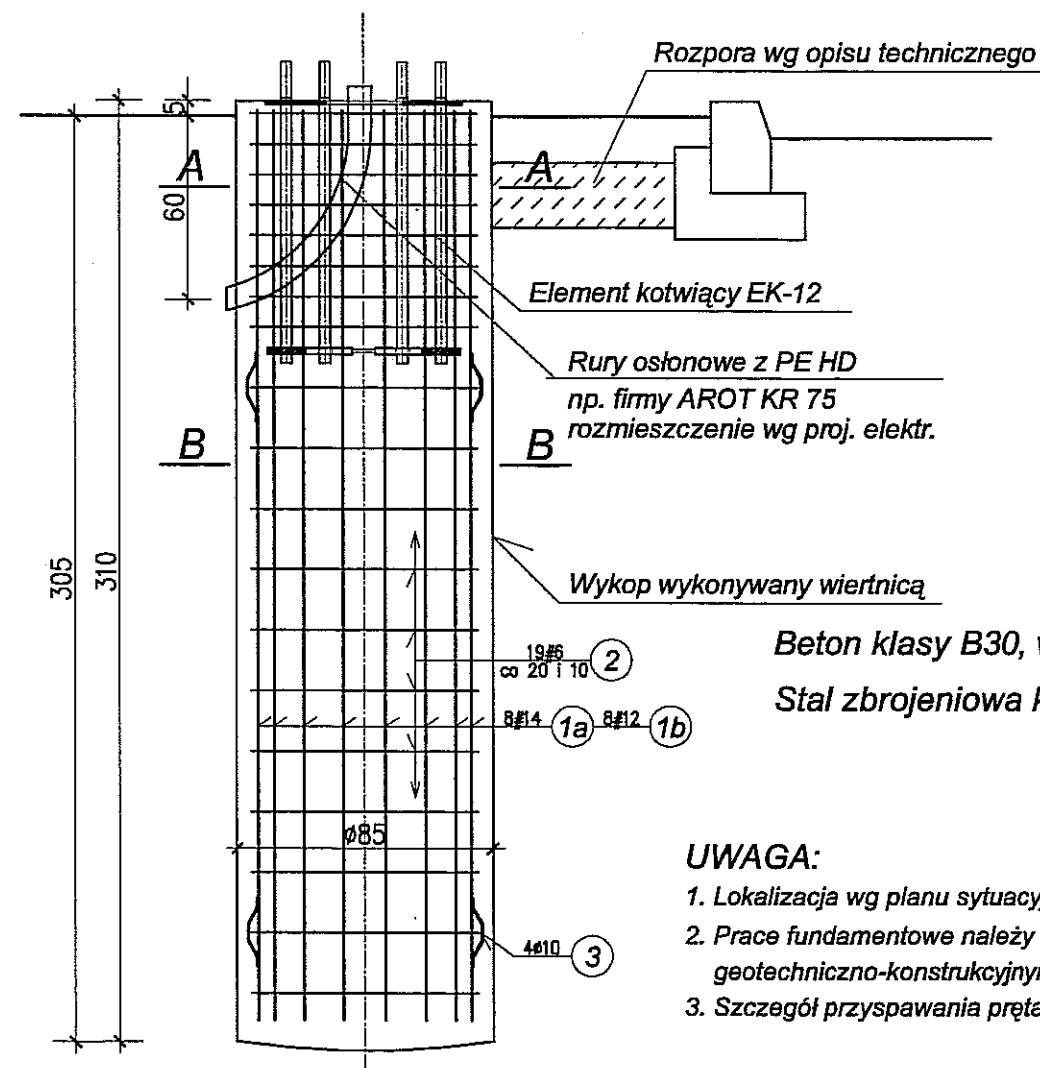 Rozpora wg opisu technicznego
5
A
A
60
Element kotwiący EK-12
Rury osłonowe z PE HD
np. firmy AROT KR 75
rozmieszczenie wg proj. elektr.
B
B
305
310
Wykop wykonywany wiertnicą
Beton klasy B30,
19#6
co 20 i 10
2
Stal zbrojeniowa
8#14
1a
8#12
1b
ø85
UWAGA:
1. Lokalizacja wg planu sytuacyj
2. Prace fundamentowe należy
geotechniczno-konstrukcyjnym
4ø10
3
3. Szczegół przyspawania pręta